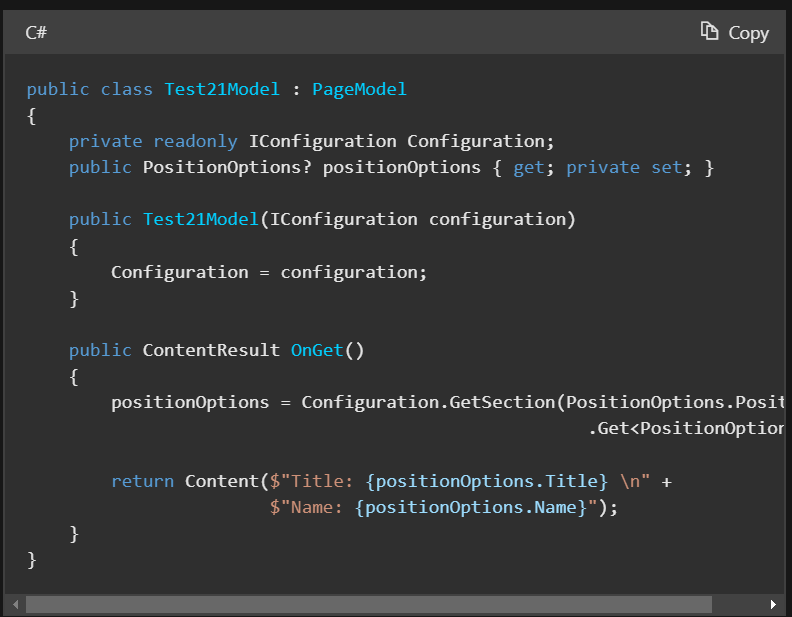 C#
Copy
public class Test21Model : PageModel
{
    private readonly IConfiguration Configuration;
    public PositionOptions? positionOptions { get; private set; }

    public Test21Model(IConfiguration configuration)
    {
        Configuration = configuration;
    }

    public ContentResult OnGet()
    {
        positionOptions = Configuration.GetSection(PositionOptions.Posit
                                                     .Get<PositionOption

        return Content($"Title: {positionOptions.Title} \n" +
                       $"Name: {positionOptions.Name}");
    }
}